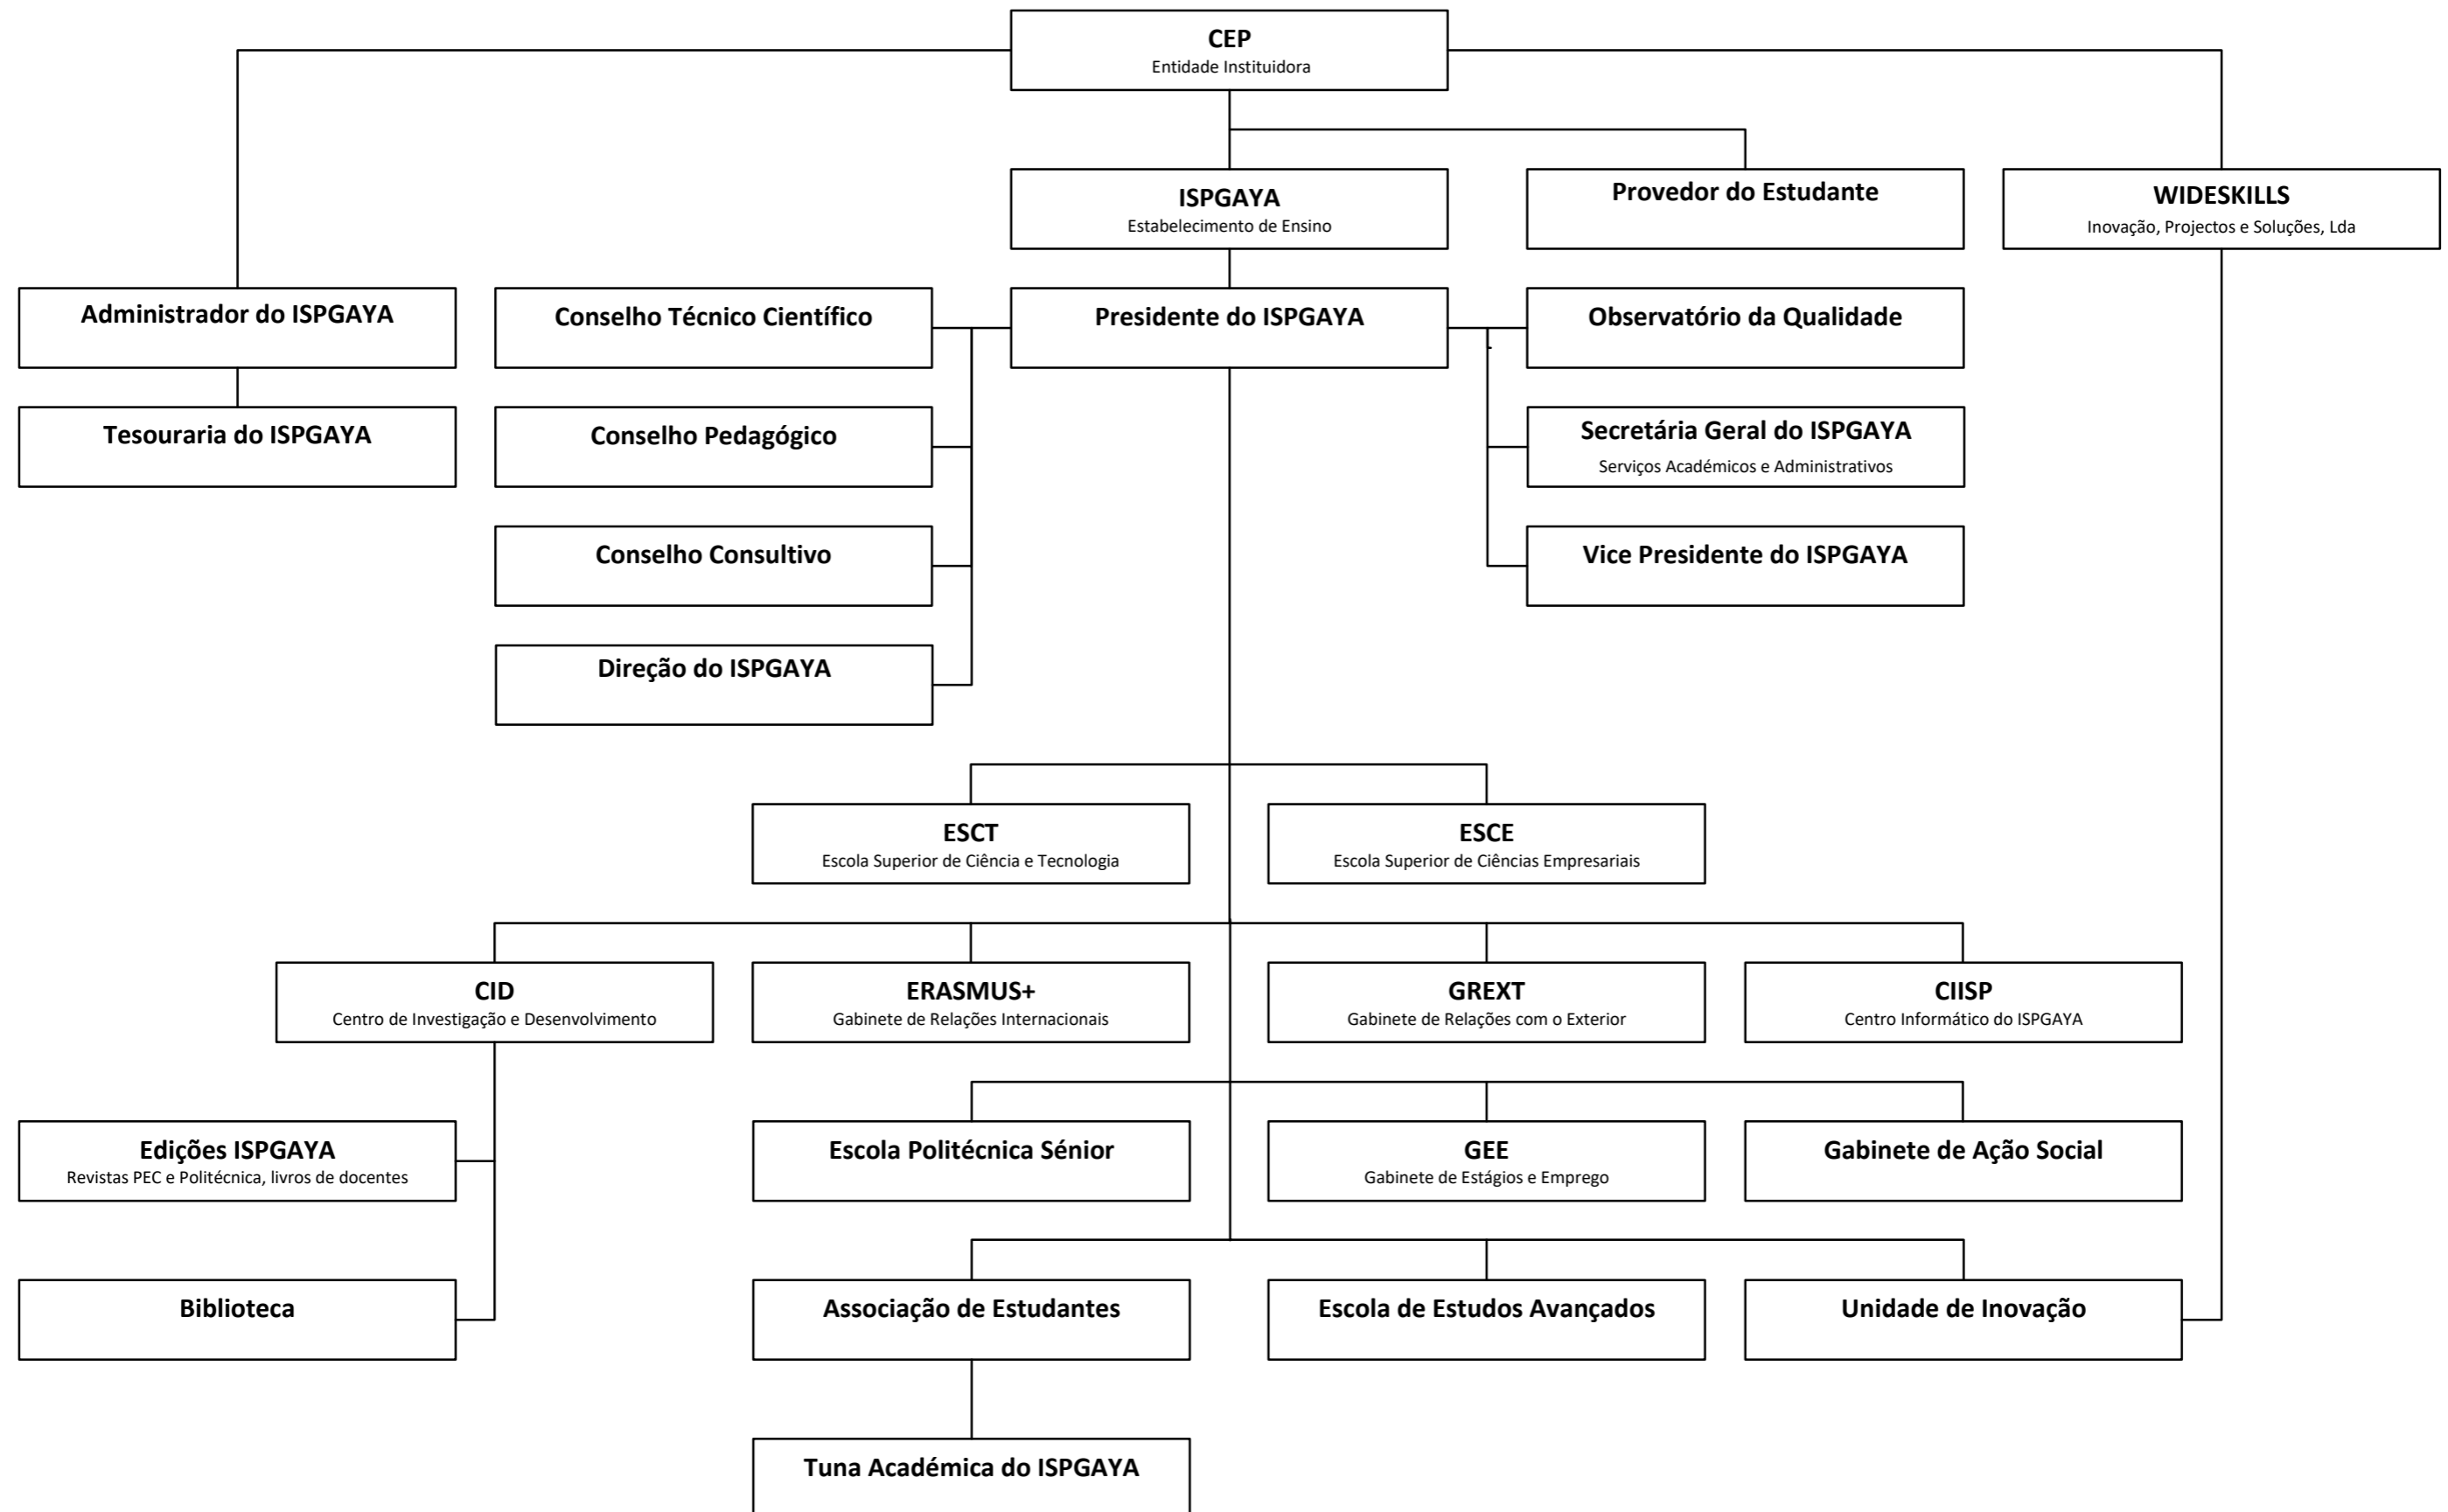 CEP
Entidade Instituidora
ISPGAYA
Estabelecimento de Ensino
Provedor do Estudante
WIDESKILLS
Inovação, Projectos e Soluções, Lda
Administrador do ISPGAYA
Conselho Técnico Científico
Presidente do ISPGAYA
Observatório da Qualidade
Tesouraria do ISPGAYA
Conselho Pedagógico
Secretária Geral do ISPGAYA
Serviços Académicos e Administrativos
Conselho Consultivo
Vice Presidente do ISPGAYA
Direção do ISPGAYA
ESCT
Escola Superior de Ciência e Tecnologia
ESCE
Escola Superior de Ciências Empresariais
CID
Centro de Investigação e Desenvolvimento
ERASMUS+
Gabinete de Relações Internacionais
GREXT
Gabinete de Relações com o Exterior
CIISP
Centro Informático do ISPGAYA
Edições ISPGAYA
Revistas PEC e Politécnica, livros de docentes
Escola Politécnica Sénior
GEE
Gabinete de Estágios e Emprego
Gabinete de Ação Social
Biblioteca
Associação de Estudantes
Escola de Estudos Avançados
Unidade de Inovação
Tuna Académica do ISPGAYA